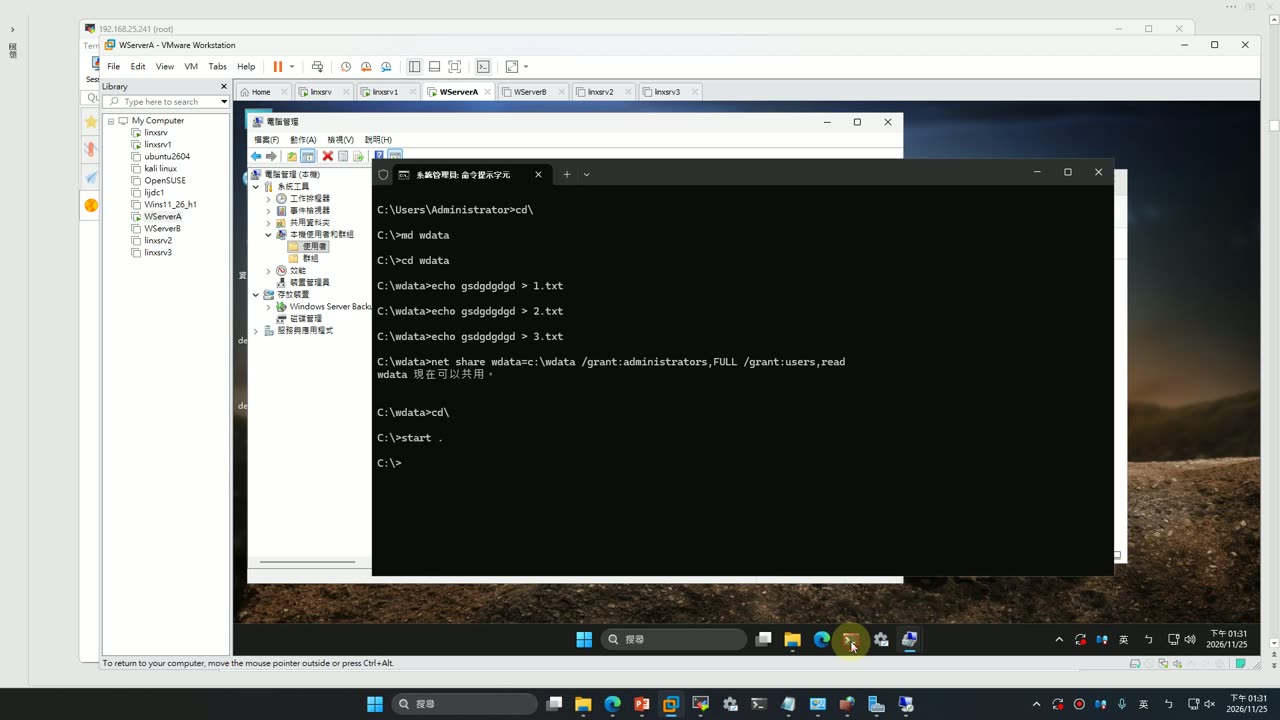 192.168.25.241 (root)
WServerA - VMware Workstation
File Edit View VM Tabs Help
Library
Type here to search
Home linxsrv linxsrv1 WServerA WServerB linxsrv2 linxsrv3
My Computer
linxsrv
linxsrv1
ubuntu2604
kali linux
OpenSUSE
lijdc1
Wins11_26_h1
WServerA
WServerB
linxsrv2
linxsrv3
電腦管理
檔案(F) 動作(A) 檢視(V) 說明(H)
電腦管理 (本機)
系統工具
工作排程器
事件檢視器
共用資料夾
本機使用者和群組
使用者
群組
效能
裝置管理員
存放裝置
Windows Server Backu
磁碟管理
服務與應用程式
系統管理員: 命令提示字元
C:\Users\Administrator>cd\
C:\>md wdata
C:\>cd wdata
C:\wdata>echo gsdgdgdgd > 1.txt
C:\wdata>echo gsdgdgdgd > 2.txt
C:\wdata>echo gsdgdgdgd > 3.txt
C:\wdata>net share wdata=c:\wdata /grant:administrators,FULL /grant:users,read
wdata 現在可以共用。
C:\wdata>cd\
C:\>start .
C:\>
搜尋
英
下午 01:31
2026/11/25
To return to your computer, move the mouse pointer outside or press Ctrl+Alt.
搜尋
英
下午 01:31
2026/11/25